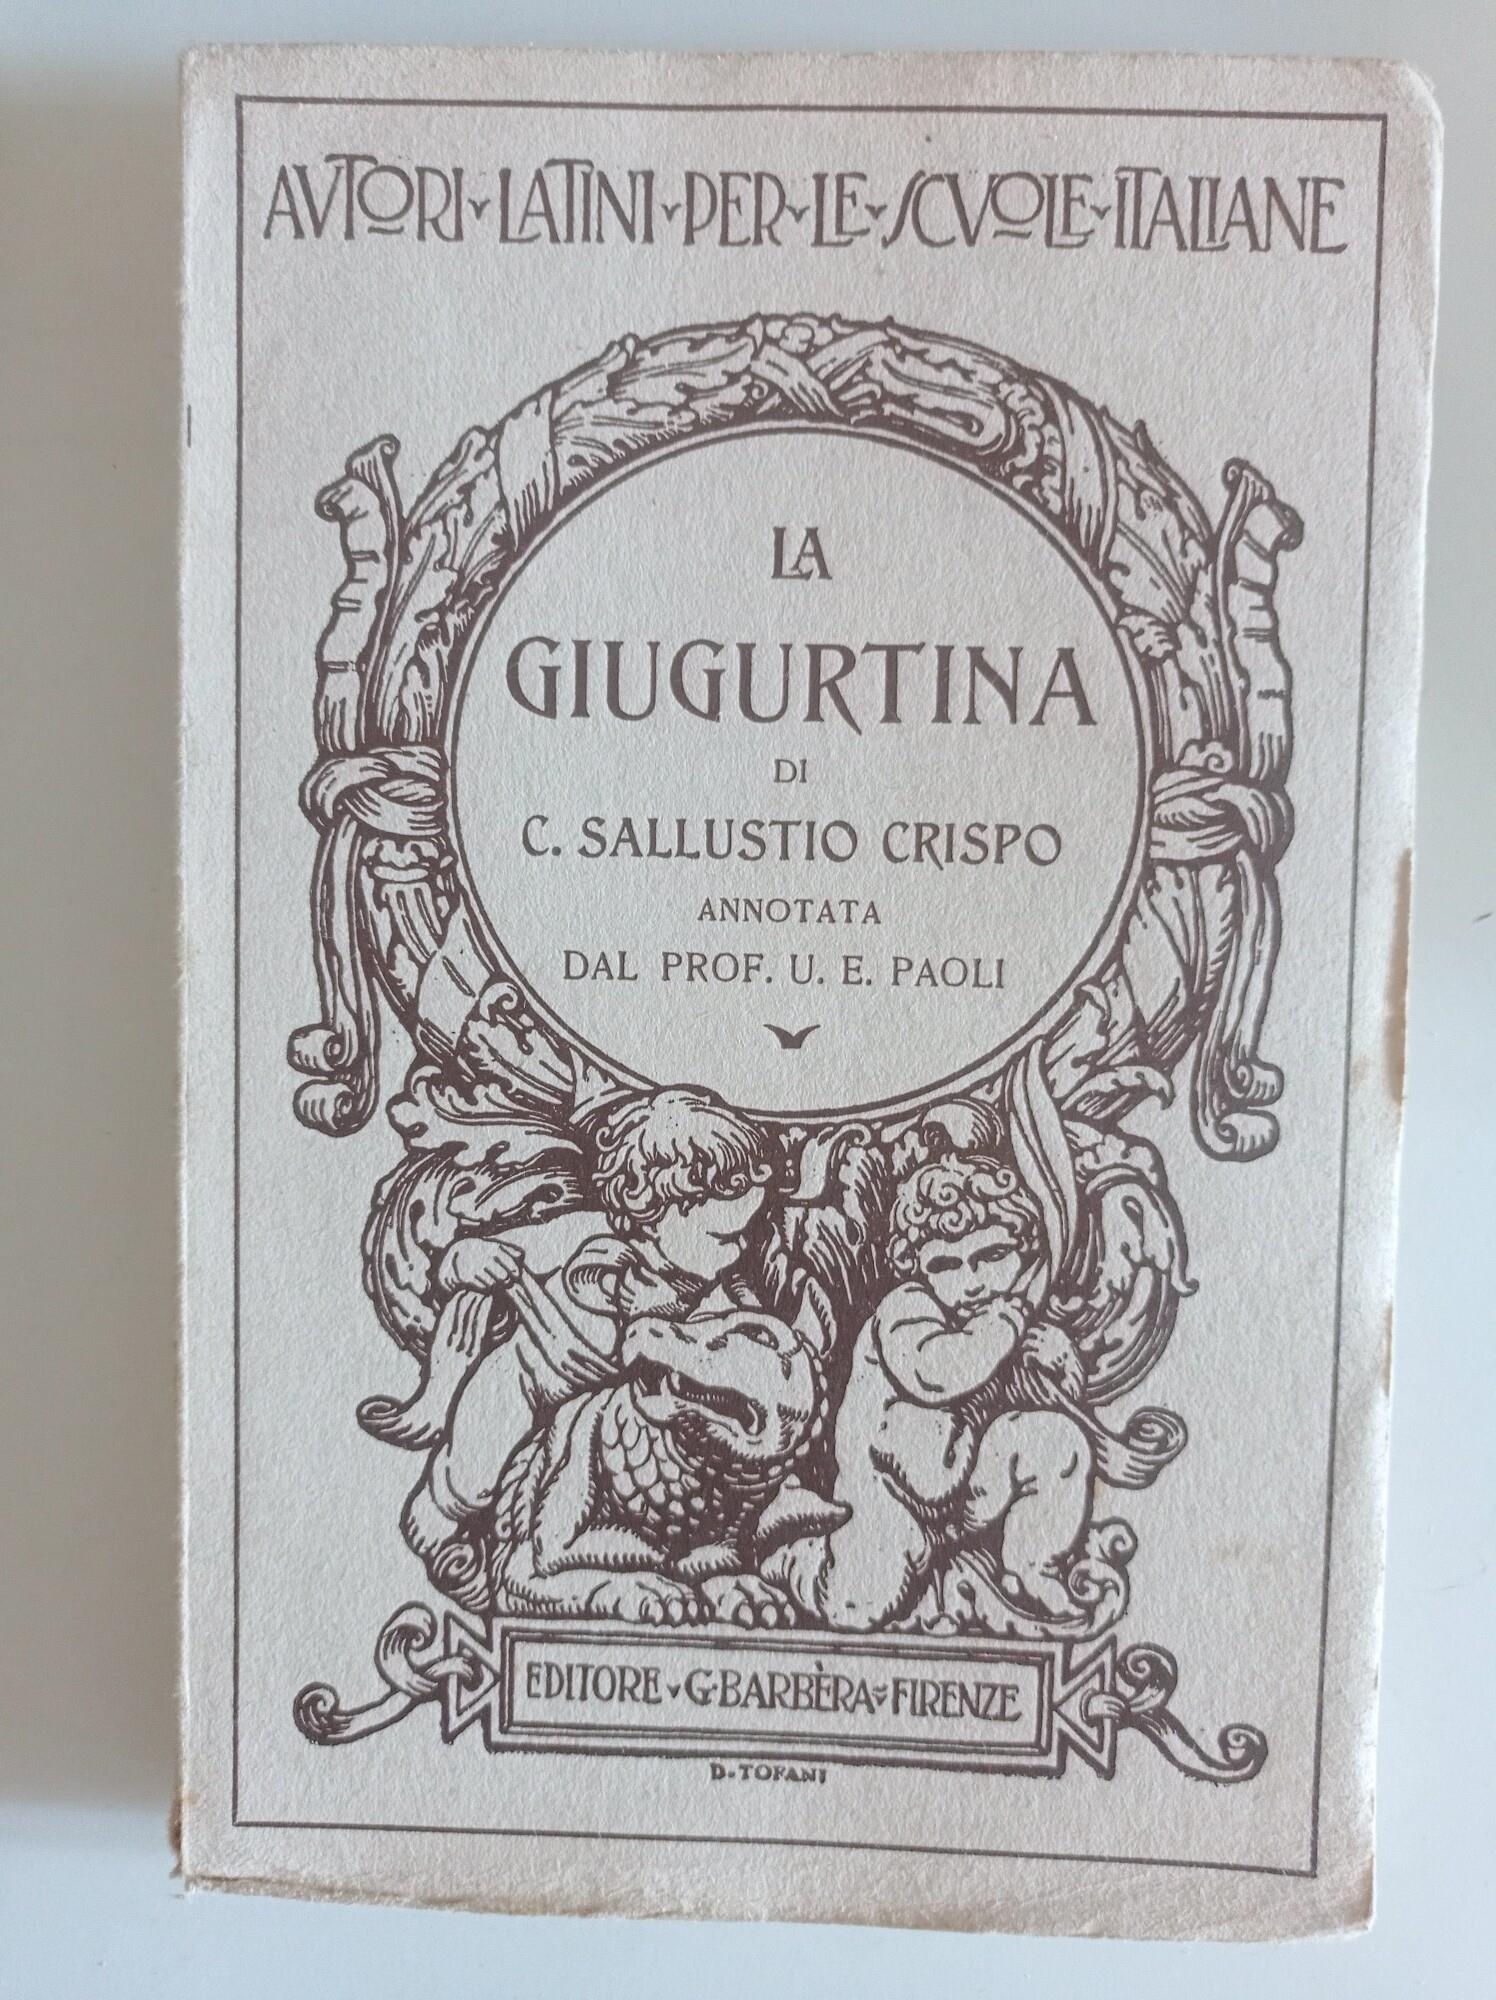 AVTORI LATINI PER LE SCVOLE ITALIANE
LA
GIUGURTINA
DI
C. SALLUSTIO CRISPO
ANNOTATA
DAL PROF. U. E. PAOLI
EDITORE G. BARBÈRA FIRENZE
D. TOFANI